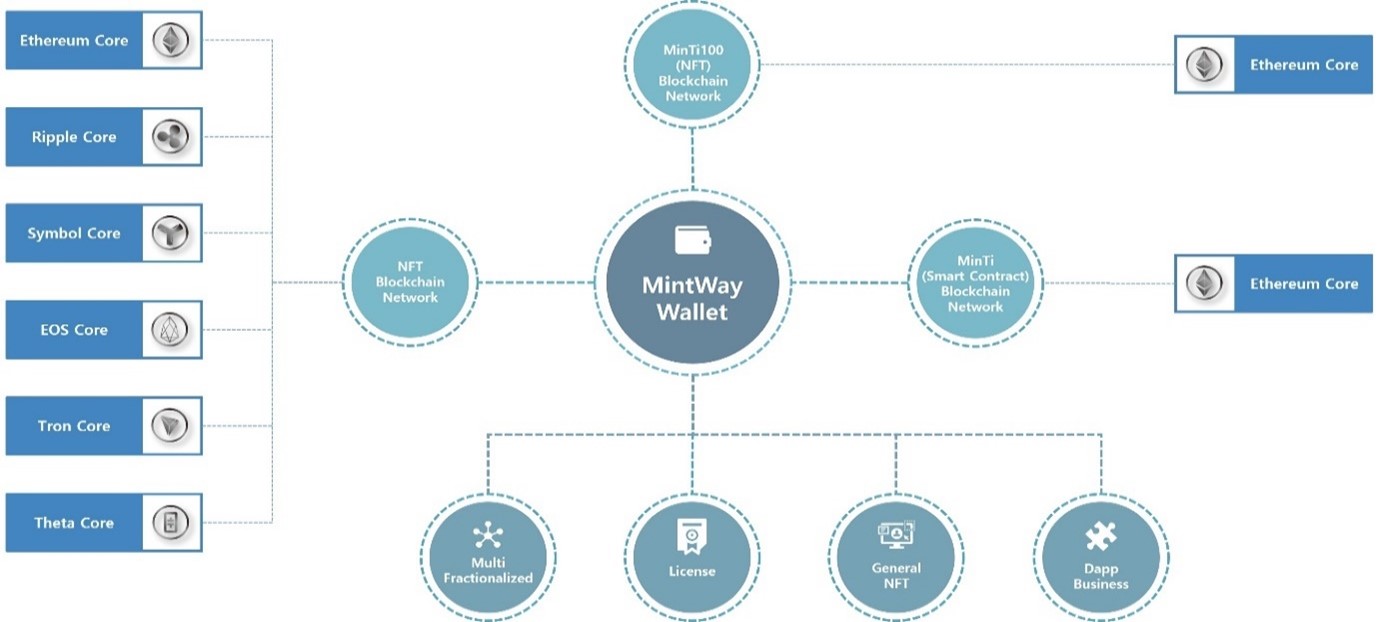 Ethereum Core
Ripple Core
Symbol Core
EOS Core
Tron Core
Theta Core
NFT
Blockchain
Network
MinTi100
(NFT)
Blockchain
Network
MintWay
Wallet
MinTi
(Smart Contract)
Blockchain
Network
Ethereum Core
Ethereum Core
Multi
Fractionalized
License
General
NFT
Dapp
Business